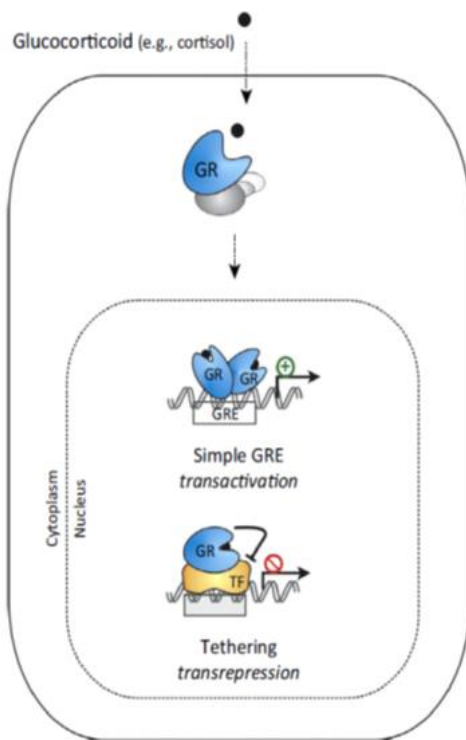 Glucocorticoid (e.g., cortisol)
GR
GR
GR
GRE
Simple GRE
transactivation
Cytoplasm
Nucleus
GR
TF
Tethering
transrepression